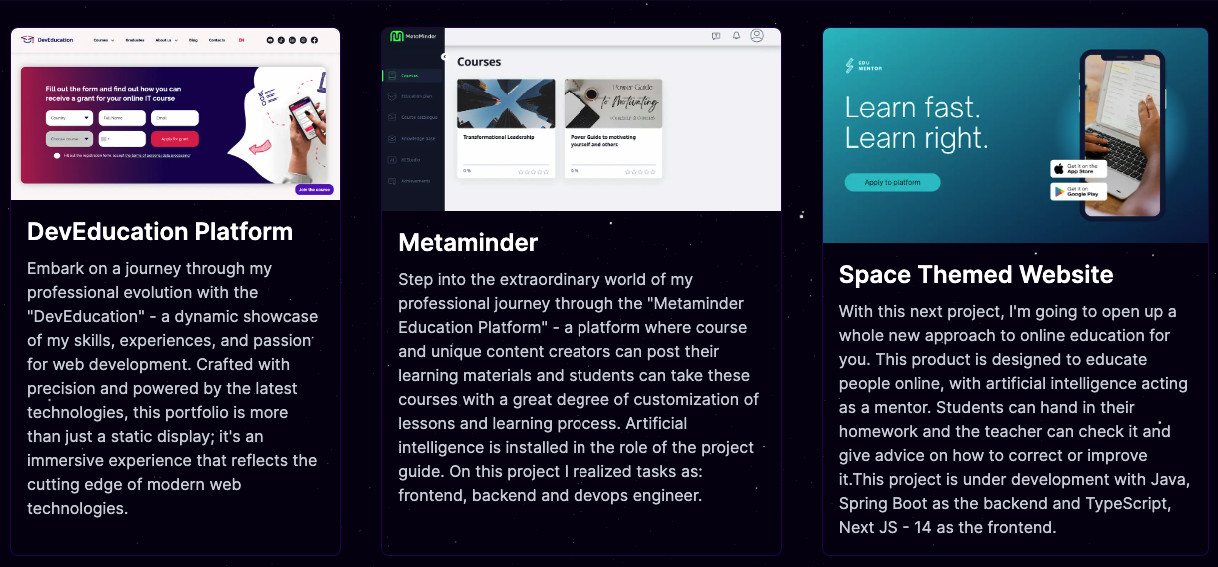 DevEducation
Courses
Graduates
About us
Blog
Contacts
EN
Fill out the form and find out how you can
receive a grant for your online IT course
Country
Full Name
Email
Choose course
Apply for grant
Fill out the registration form, accept the terms of personal data processing*
Join the course
DevEducation Platform
Embark on a journey through my
professional evolution with the
"DevEducation" - a dynamic showcase
of my skills, experiences, and passion
for web development. Crafted with
precision and powered by the latest
technologies, this portfolio is more
than just a static display; it's an
immersive experience that reflects the
cutting edge of modern web
technologies.
MetaMinder
Courses
Education plan
Course catalogue
Knowledge base
Achievements
Courses
Transformational Leadership
0 %
Power Guide
to Motivating
Power Guide to motivating
yourself and others
0 %
Metaminder
Step into the extraordinary world of my
professional journey through the "Metaminder
Education Platform" - a platform where course
and unique content creators can post their
learning materials and students can take these
courses with a great degree of customization of
lessons and learning process. Artificial
intelligence is installed in the role of the project
guide. On this project I realized tasks as:
frontend, backend and devops engineer.
EDU
MENTOR
Learn fast.
Learn right.
Apply to platform
Get it on the
App Store
Get it on
Google Play
Space Themed Website
With this next project, I'm going to open up a
whole new approach to online education for
you. This product is designed to educate
people online, with artificial intelligence acting
as a mentor. Students can hand in their
homework and the teacher can check it and
give advice on how to correct or improve
it.This project is under development with Java,
Spring Boot as the backend and TypeScript,
Next JS - 14 as the frontend.